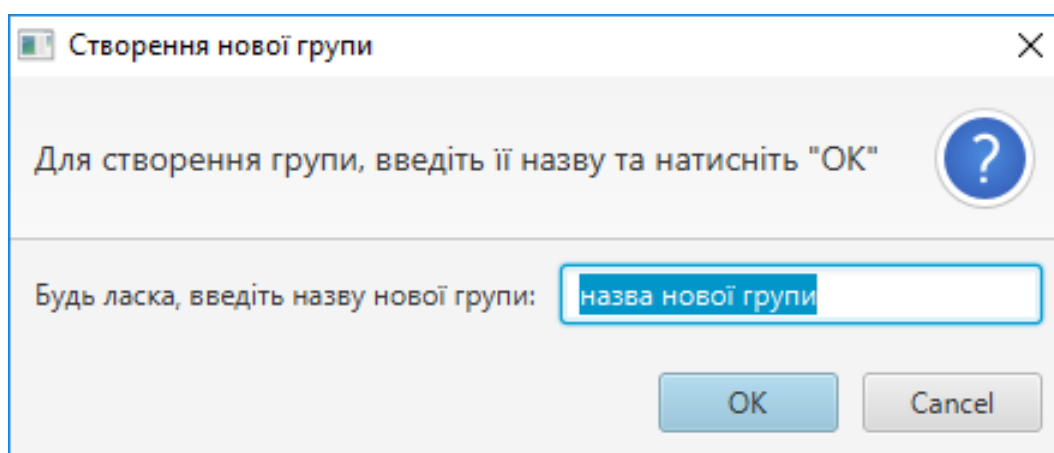 Створення нової групи
Для створення групи, введіть її назву та натисніть "ОК"
?
Будь ласка, введіть назву нової групи: назва нової групи
OK Cancel